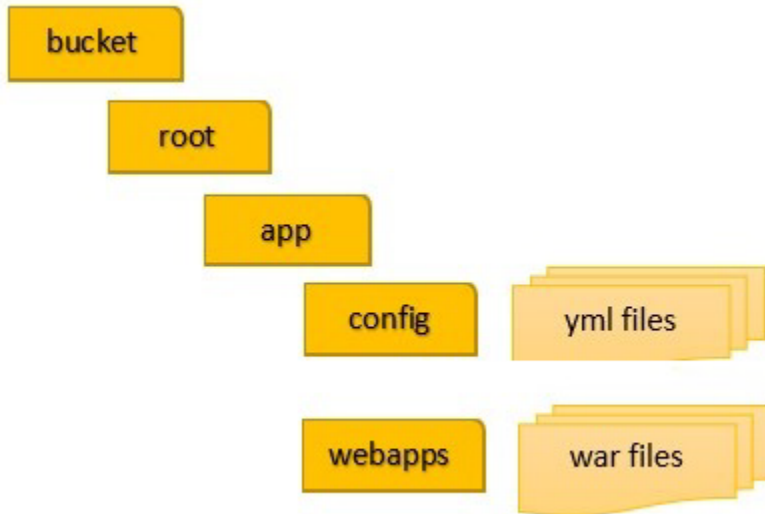 bucket
root
app
config
yml files
webapps
war files